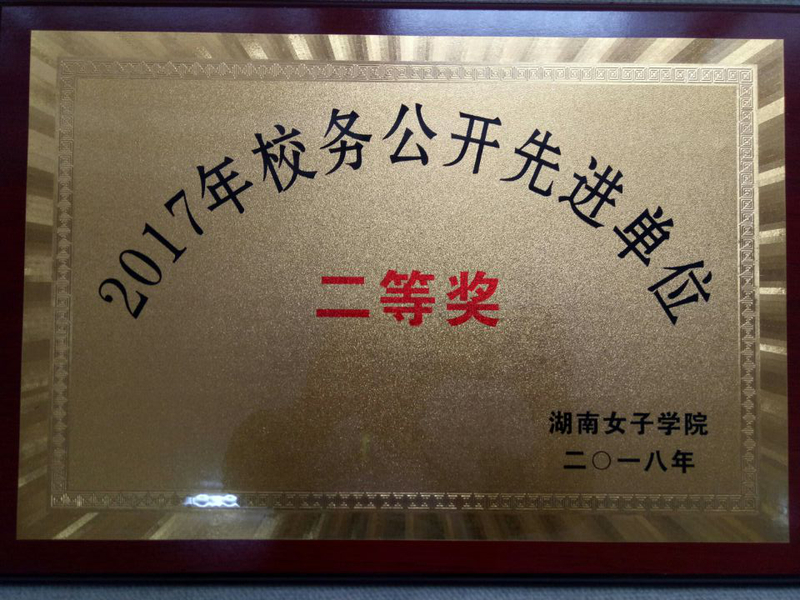 2017年校务公开先进单位
二等奖
湖南女子学院
二〇一八年